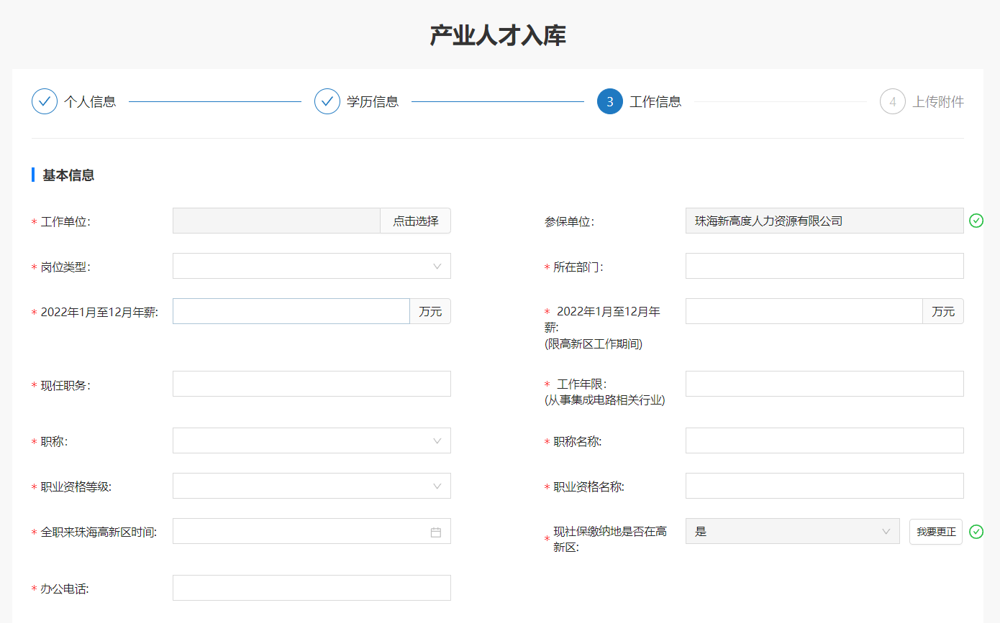 产业人才入库
个人信息
学历信息
3 工作信息
4 上传附件
基本信息
* 工作单位:
点击选择
参保单位:
珠海新高度人力资源有限公司
* 岗位类型:
* 所在部门:
* 2022年1月至12月年薪:
万元
* 2022年1月至12月年
薪:
(限高新区工作期间)
万元
* 现任职务:
* 工作年限:
(从事集成电路相关行业)
* 职称:
* 职称名称:
* 职业资格等级:
* 职业资格名称:
* 全职来珠海高新区时间:
* 现社保缴纳地是否在高
新区:
是
我要更正
* 办公电话: